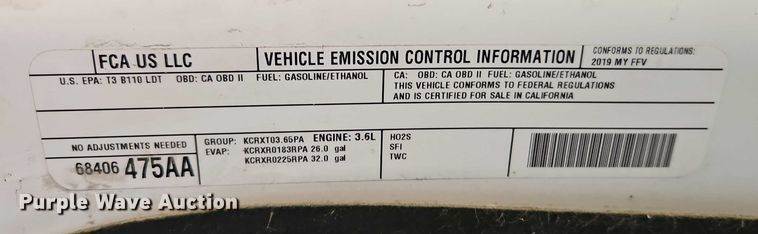 FCA US LLC
VEHICLE EMISSION CONTROL INFORMATION
CONFORMS TO REGULATIONS:
2019 MY FFV
U.S. EPA: T3 B110 LDT OBD: CA OBD II FUEL: GASOLINE/ETHANOL
CA: OBD: CA OBD II FUEL: GASOLINE/ETHANOL
THIS VEHICLE CONFORMS TO FEDERAL REGULATIONS
AND IS CERTIFIED FOR SALE IN CALIFORNIA
NO ADJUSTMENTS NEEDED
68406 475AA
GROUP: KCRXT03.65PA ENGINE: 3.6L
EVAP: KCRXR0183RPA 26.0 gal
KCRXR0225RPA 32.0 gal
HO2S
SFI
TWC
Purple Wave Auction